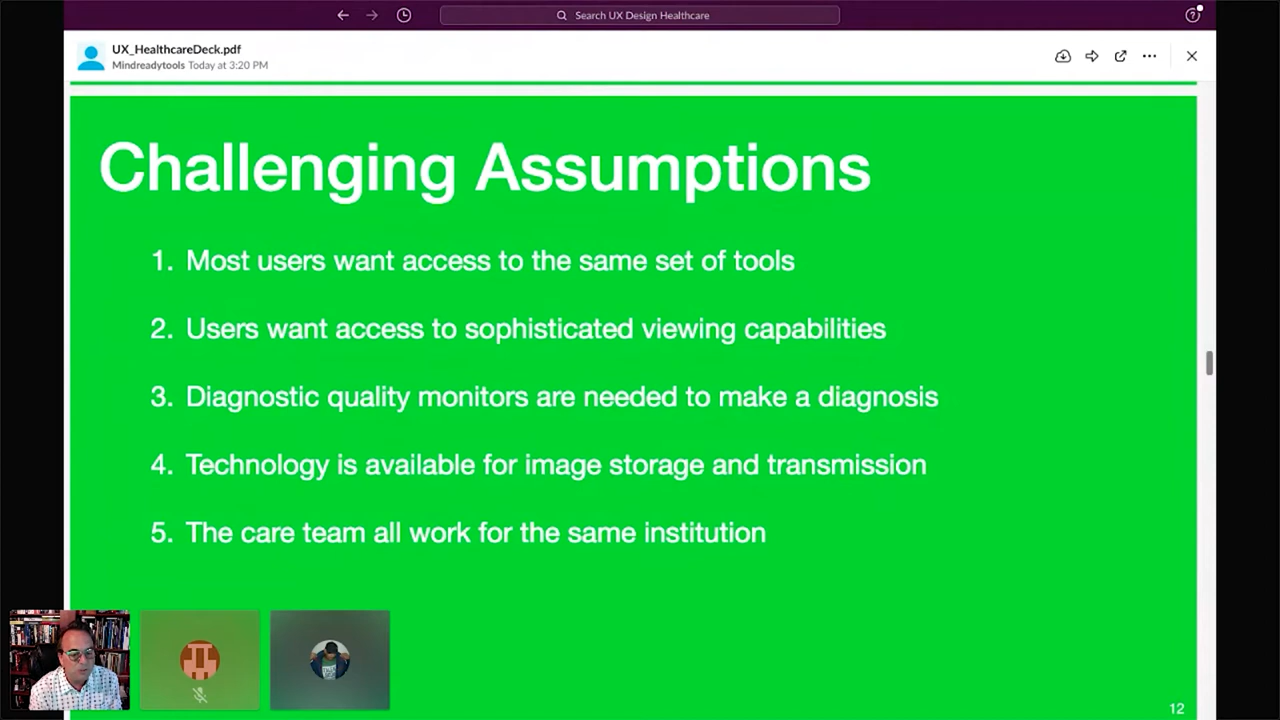 Search UX Design Healthcare
UX_HealthcareDeck.pdf
Mindreadytools Today at 3:20 PM
Challenging Assumptions
1. Most users want access to the same set of tools
2. Users want access to sophisticated viewing capabilities
3. Diagnostic quality monitors are needed to make a diagnosis
4. Technology is available for image storage and transmission
5. The care team all work for the same institution
12